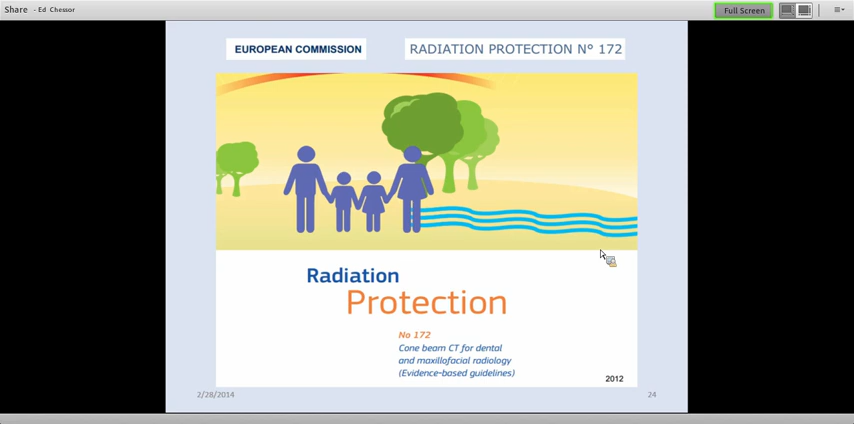 Share - Ed Chessor
Full Screen
EUROPEAN COMMISSION
RADIATION PROTECTION N° 172
Radiation
Protection
No 172
Cone beam CT for dental
and maxillofacial radiology
(Evidence-based guidelines)
2012
2/28/2014
24